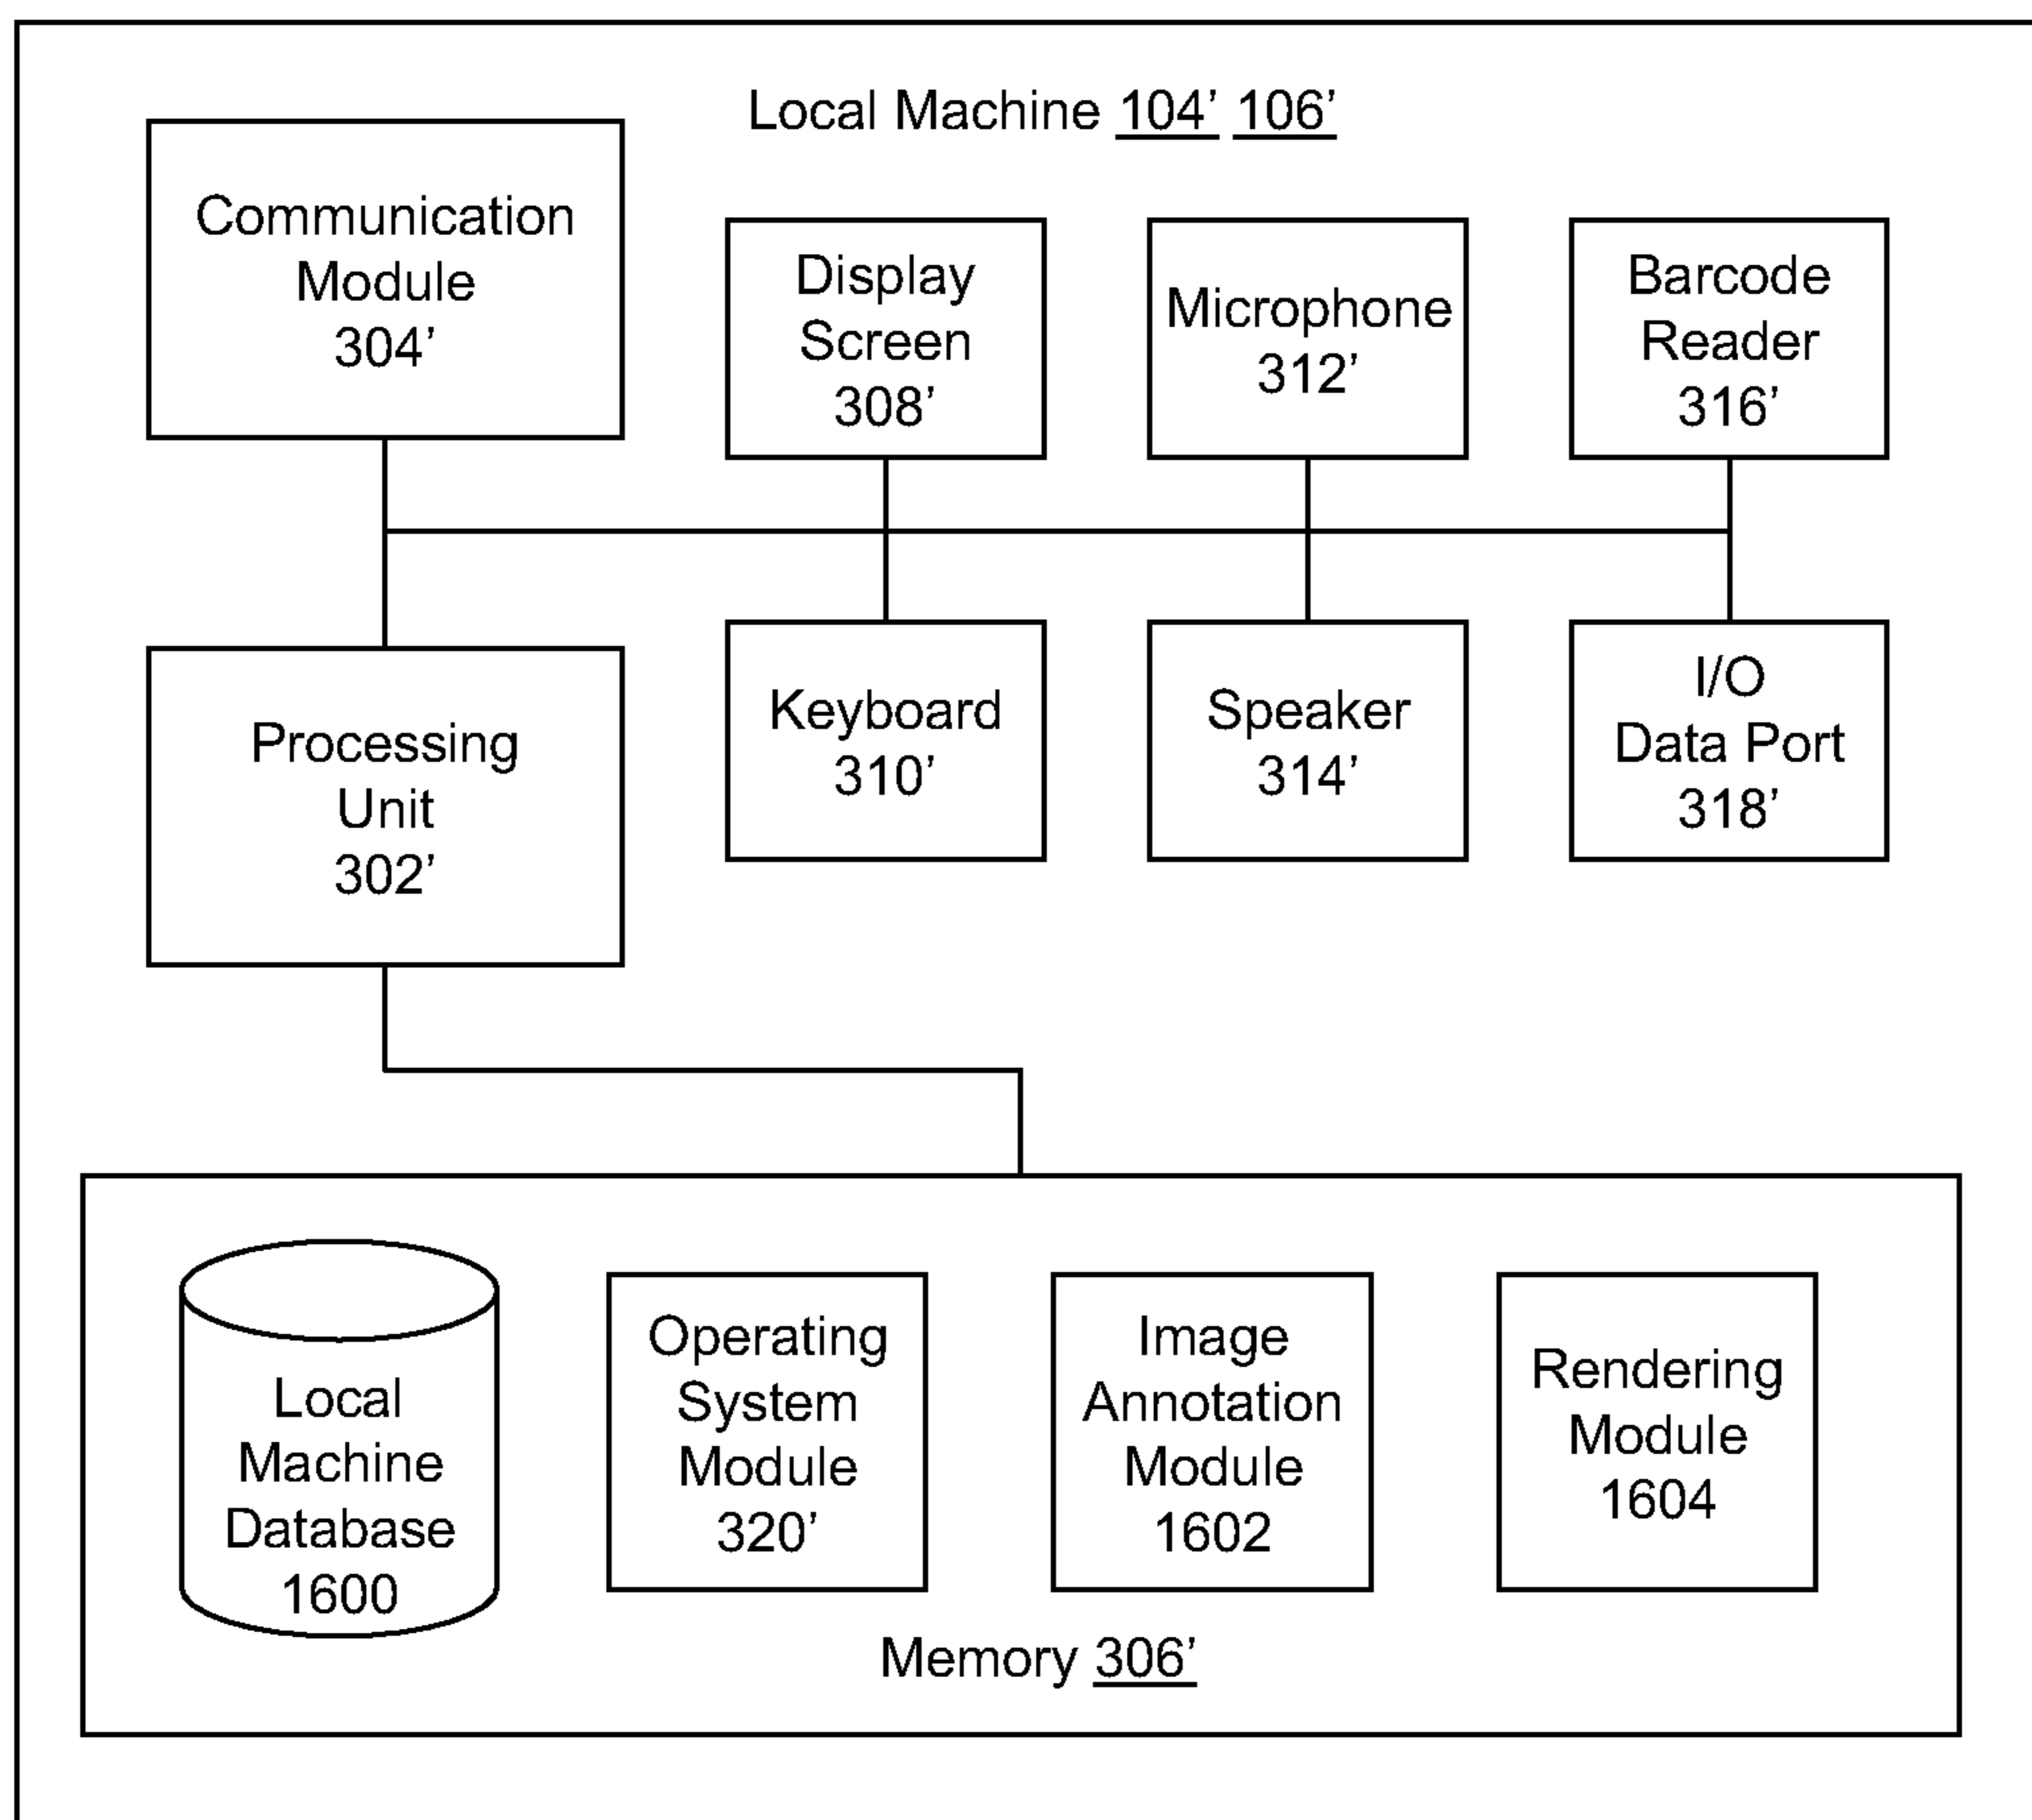 Local Machine 104’ 106’
Communication
Module
304’
Display
Screen
308’
Microphone
312’
Barcode
Reader
316’
Processing
Unit
302’
Keyboard
310’
Speaker
314’
I/O
Data Port
318’
Local
Machine
Database
1600
Operating
System
Module
320’
Image
Annotation
Module
1602
Rendering
Module
1604
Memory 306’